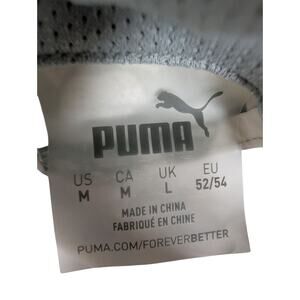 PUMA
US CA UK EU
M M L 52/54
MADE IN CHINA
FABRIQUÉ EN CHINE
PUMA.COM/FOREVERBETTER